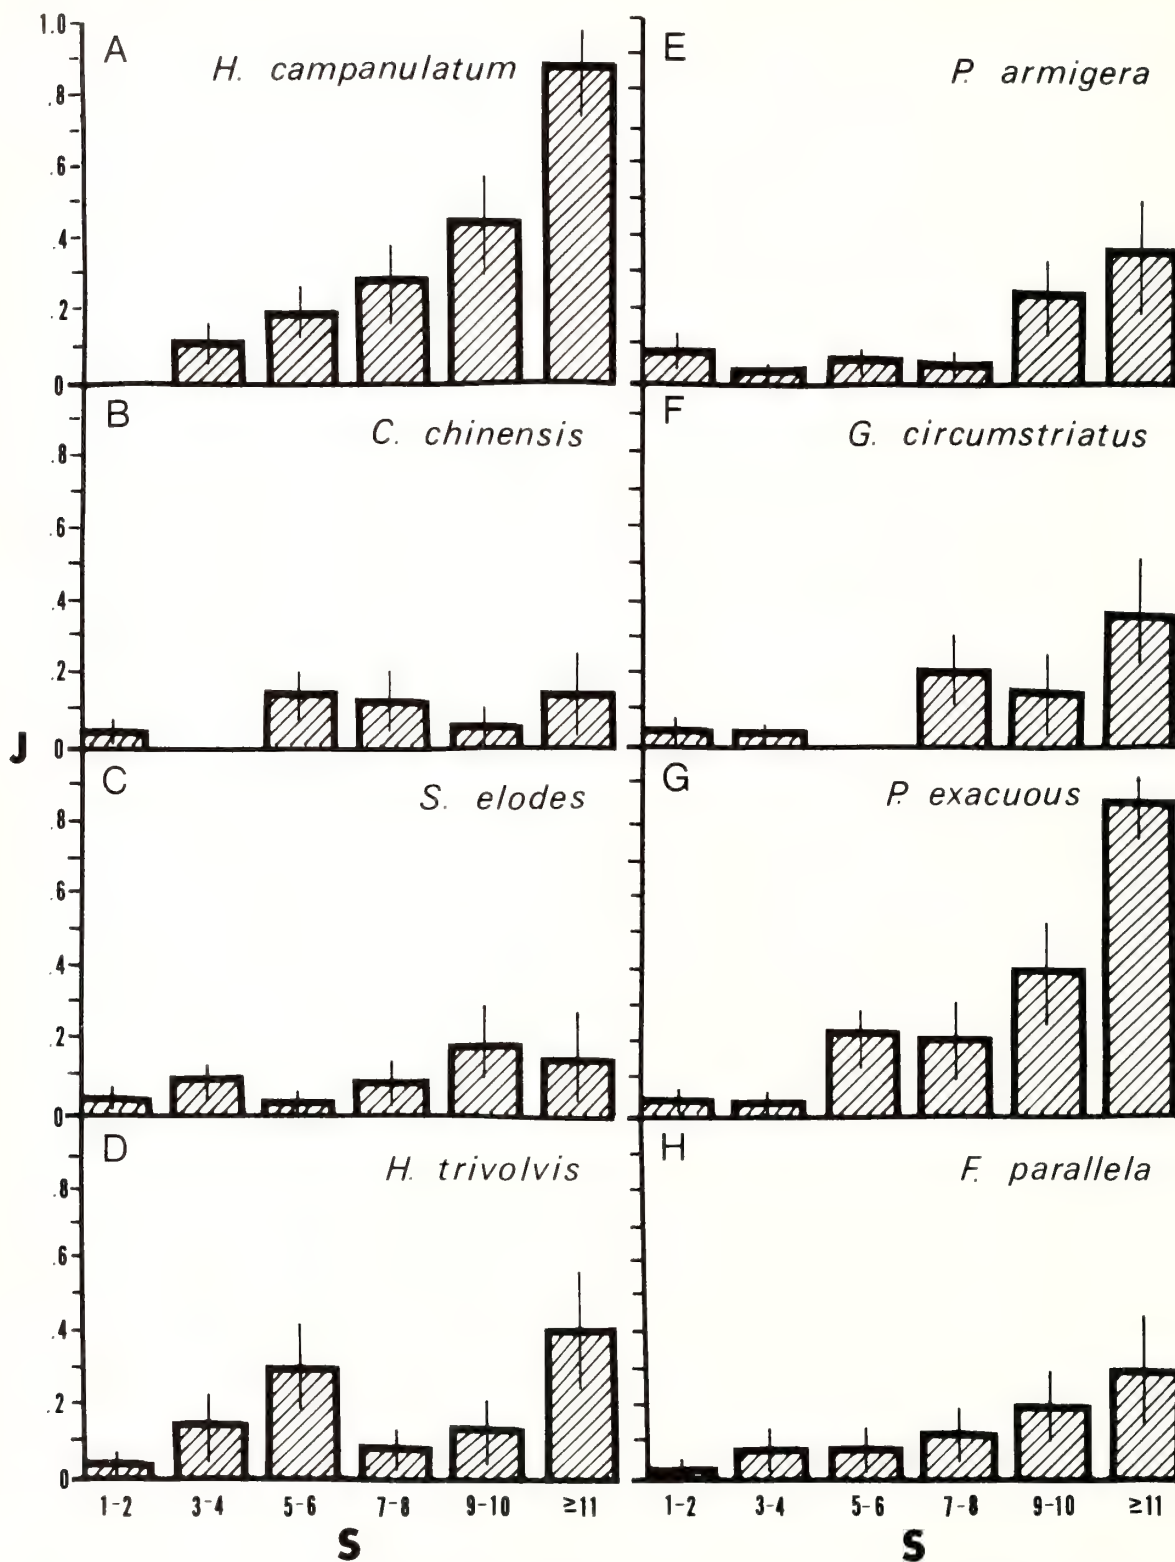 A
H. campanulatum
1.0
.8
.6
.4
.2
0
B
C. chinensis
.8
.6
.4
.2
0
J
C
S. elodes
.8
.6
.4
.2
0
D
H. trivolvis
.8
.6
.4
.2
0
1-2 3-4 5-6 7-8 9-10 ≥11
S
E
P. armigera
F
G. circumstriatus
G
P. exacuous
H
F. parallela
1-2 3-4 5-6 7-8 9-10 ≥11
S